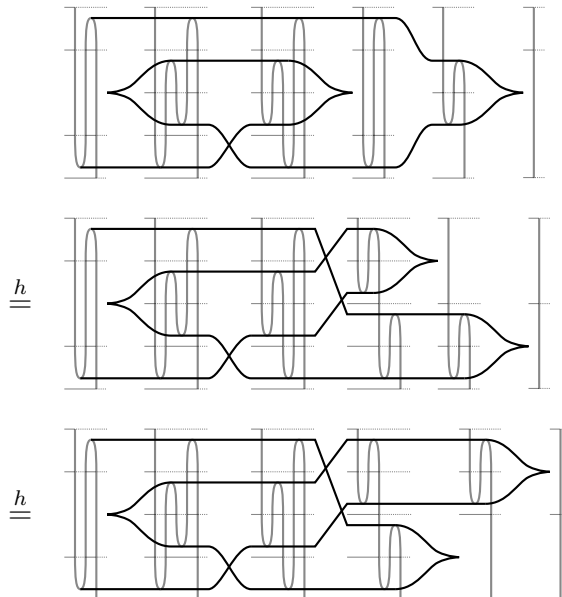 h
=
h
=